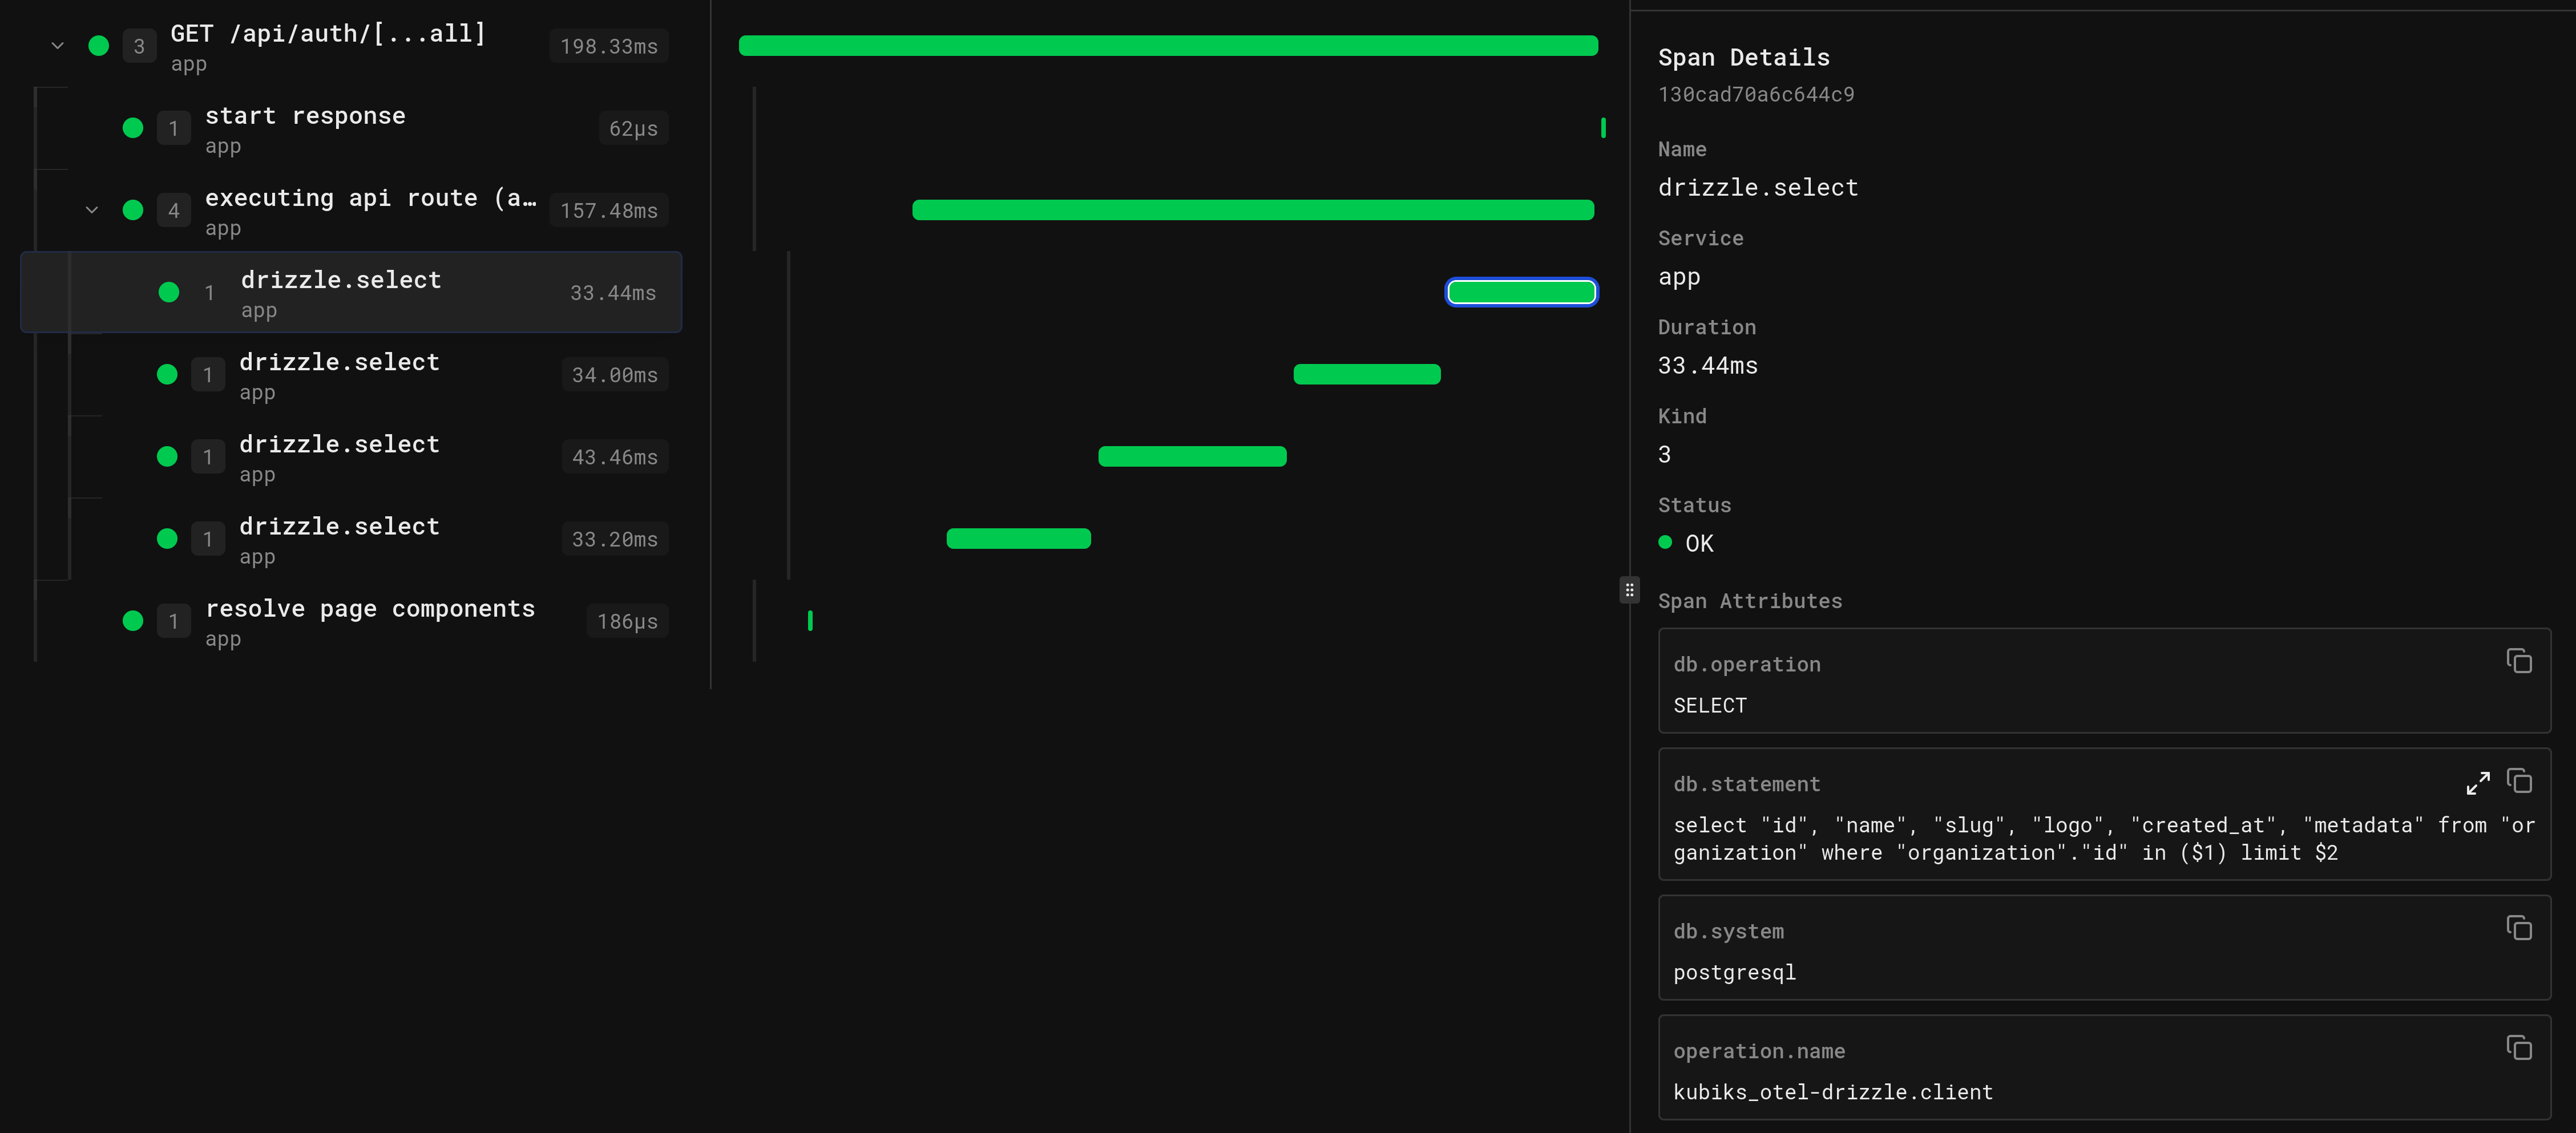 3 GET /api/auth/[...all] 198.33ms
app
1 start response 62µs
app
4 executing api route (a… 157.48ms
app
1 drizzle.select 33.44ms
app
1 drizzle.select 34.00ms
app
1 drizzle.select 43.46ms
app
1 drizzle.select 33.20ms
app
1 resolve page components 186µs
app
Span Details
130cad70a6c644c9
Name
drizzle.select
Service
app
Duration
33.44ms
Kind
3
Status
OK
Span Attributes
db.operation
SELECT
db.statement
select "id", "name", "slug", "logo", "created_at", "metadata" from "or
ganization" where "organization"."id" in ($1) limit $2
db.system
postgresql
operation.name
kubiks_otel-drizzle.client